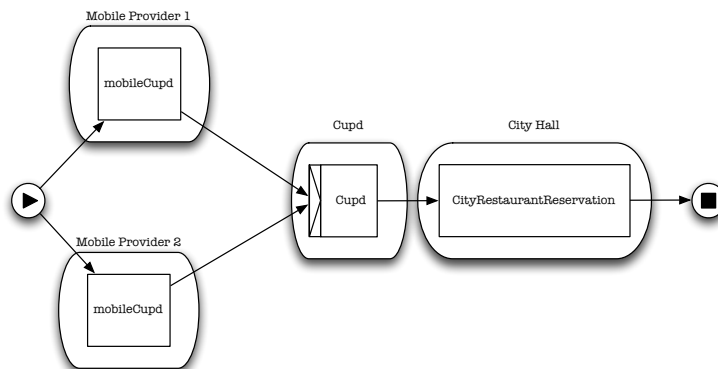 Mobile Provider 1
mobileCupd
Cupd
City Hall
Cupd
CityRestaurantReservation
Mobile Provider 2
mobileCupd